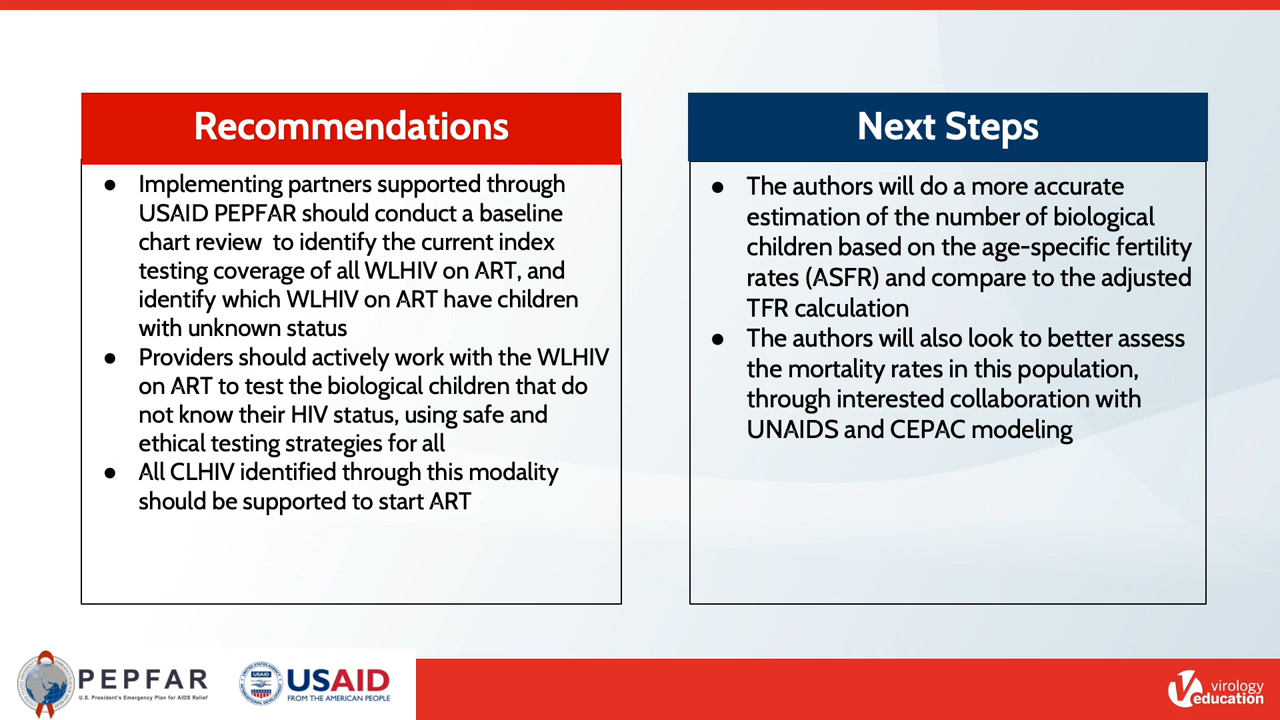 Recommendations
● Implementing partners supported through
USAID PEPFAR should conduct a baseline
chart review to identify the current index
testing coverage of all WLHIV on ART, and
identify which WLHIV on ART have children
with unknown status
● Providers should actively work with the WLHIV
on ART to test the biological children that do
not know their HIV status, using safe and
ethical testing strategies for all
● All CLHIV identified through this modality
should be supported to start ART
Next Steps
● The authors will do a more accurate
estimation of the number of biological
children based on the age-specific fertility
rates (ASFR) and compare to the adjusted
TFR calculation
● The authors will also look to better assess
the mortality rates in this population,
through interested collaboration with
UNAIDS and CEPAC modeling
PEPFAR
U.S. President's Emergency Plan for AIDS Relief
USAID
USAID
FROM THE AMERICAN PEOPLE
virology
education